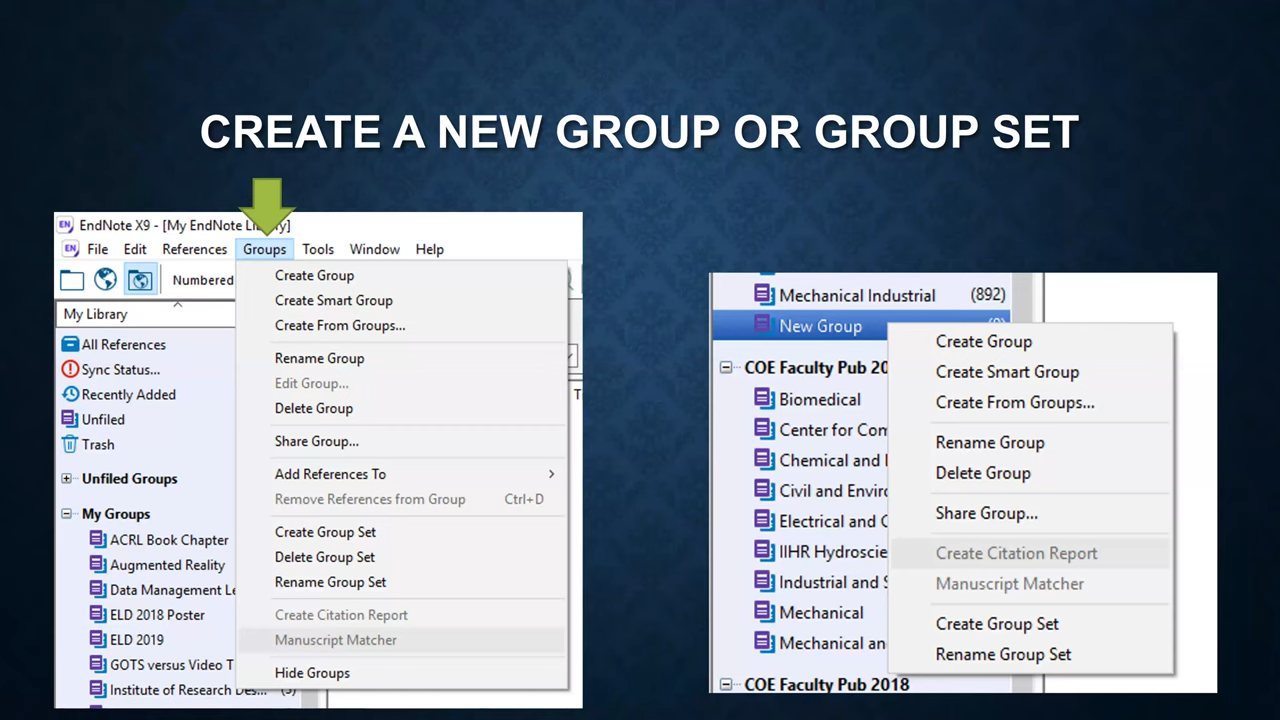 CREATE A NEW GROUP OR GROUP SET
EndNote X9 - [My EndNote Library]
File Edit References Groups Tools Window Help
Numbered
My Library
All References
Sync Status...
Recently Added
Unfiled
Trash
Unfiled Groups
My Groups
ACRL Book Chapter
Augmented Reality
Data Management Le
ELD 2018 Poster
ELD 2019
GOTS versus Video T
Institute of Research Des... (5)
Create Group
Create Smart Group
Create From Groups...
Rename Group
Edit Group...
Delete Group
Share Group...
Add References To
Remove References from Group Ctrl+D
Create Group Set
Delete Group Set
Rename Group Set
Create Citation Report
Manuscript Matcher
Hide Groups
T
Mechanical Industrial (892)
New Group
COE Faculty Pub 20
Biomedical
Center for Com
Chemical and
Civil and Enviro
Electrical and C
IIHR Hydroscie
Industrial and S
Mechanical
Mechanical an
COE Faculty Pub 2018
Create Group
Create Smart Group
Create From Groups...
Rename Group
Delete Group
Share Group...
Create Citation Report
Manuscript Matcher
Create Group Set
Rename Group Set